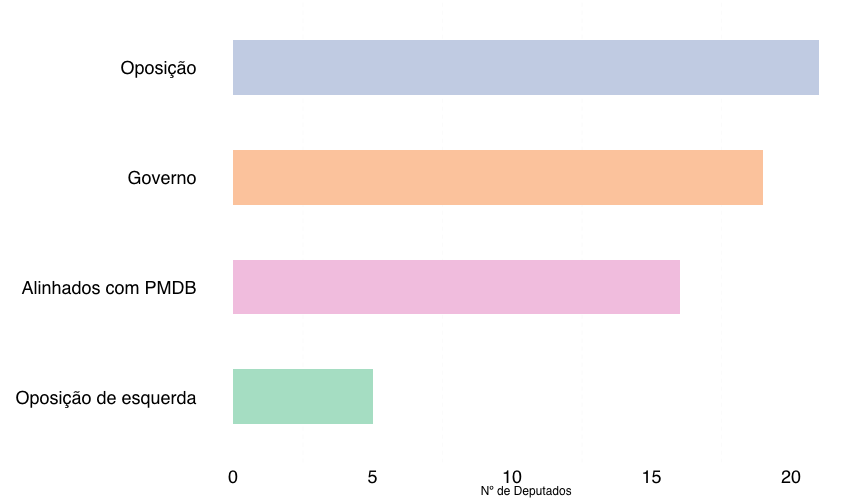 Oposição
Governo
Alinhados com PMDB
Oposição de esquerda
0 5 10 15 20
Nº de Deputados